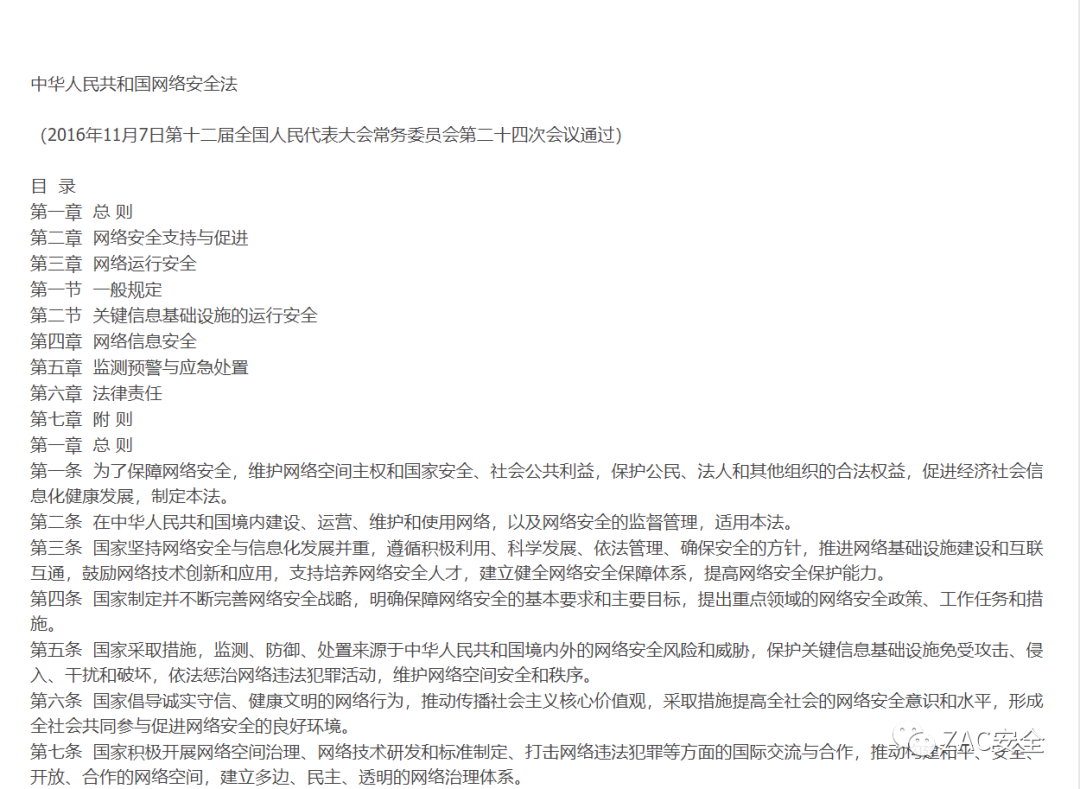 中华人民共和国网络安全法
（2016年11月7日第十二届全国人民代表大会常务委员会第二十四次会议通过）
目 录
第一章 总 则
第二章 网络安全支持与促进
第三章 网络运行安全
第一节 一般规定
第二节 关键信息基础设施的运行安全
第四章 网络信息安全
第五章 监测预警与应急处置
第六章 法律责任
第七章 附 则
第一章 总 则
第一条 为了保障网络安全，维护网络空间主权和国家安全、社会公共利益，保护公民、法人和其他组织的合法权益，促进经济社会信
息化健康发展，制定本法。
第二条 在中华人民共和国境内建设、运营、维护和使用网络，以及网络安全的监督管理，适用本法。
第三条 国家坚持网络安全与信息化发展并重，遵循积极利用、科学发展、依法管理、确保安全的方针，推进网络基础设施建设和互联
互通，鼓励网络技术创新和应用，支持培养网络安全人才，建立健全网络安全保障体系，提高网络安全保护能力。
第四条 国家制定并不断完善网络安全战略，明确保障网络安全的基本要求和主要目标，提出重点领域的网络安全政策、工作任务和措
施。
第五条 国家采取措施，监测、防御、处置来源于中华人民共和国境内外的网络安全风险和威胁，保护关键信息基础设施免受攻击、侵
入、干扰和破坏，依法惩治网络违法犯罪活动，维护网络空间安全和秩序。
第六条 国家倡导诚实守信、健康文明的网络行为，推动传播社会主义核心价值观，采取措施提高全社会的网络安全意识和水平，形成
全社会共同参与促进网络安全的良好环境。
第七条 国家积极开展网络空间治理、网络技术研发和标准制定、打击网络违法犯罪等方面的国际交流与合作，推动构建和平、安全、
开放、合作的网络空间，建立多边、民主、透明的网络治理体系。
ZAC安全